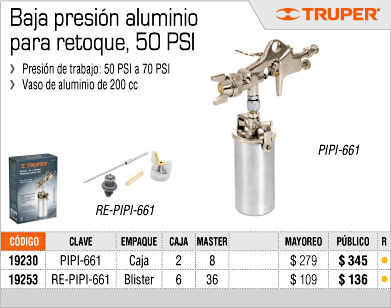 Baja presión aluminio
para retoque, 50 PSI
TRUPER®
Presión de trabajo: 50 PSI a 70 PSI
Vaso de aluminio de 200 cc
PIPI-661
TRUPER
RE-PIPI-661
CÓDIGO CLAVE EMPAQUE CAJA MASTER MAYOREO PÚBLICO R
19230 PIPI-661 Caja 2 8 $ 279 $ 345
19253 RE-PIPI-661 Blister 6 36 $ 109 $ 136